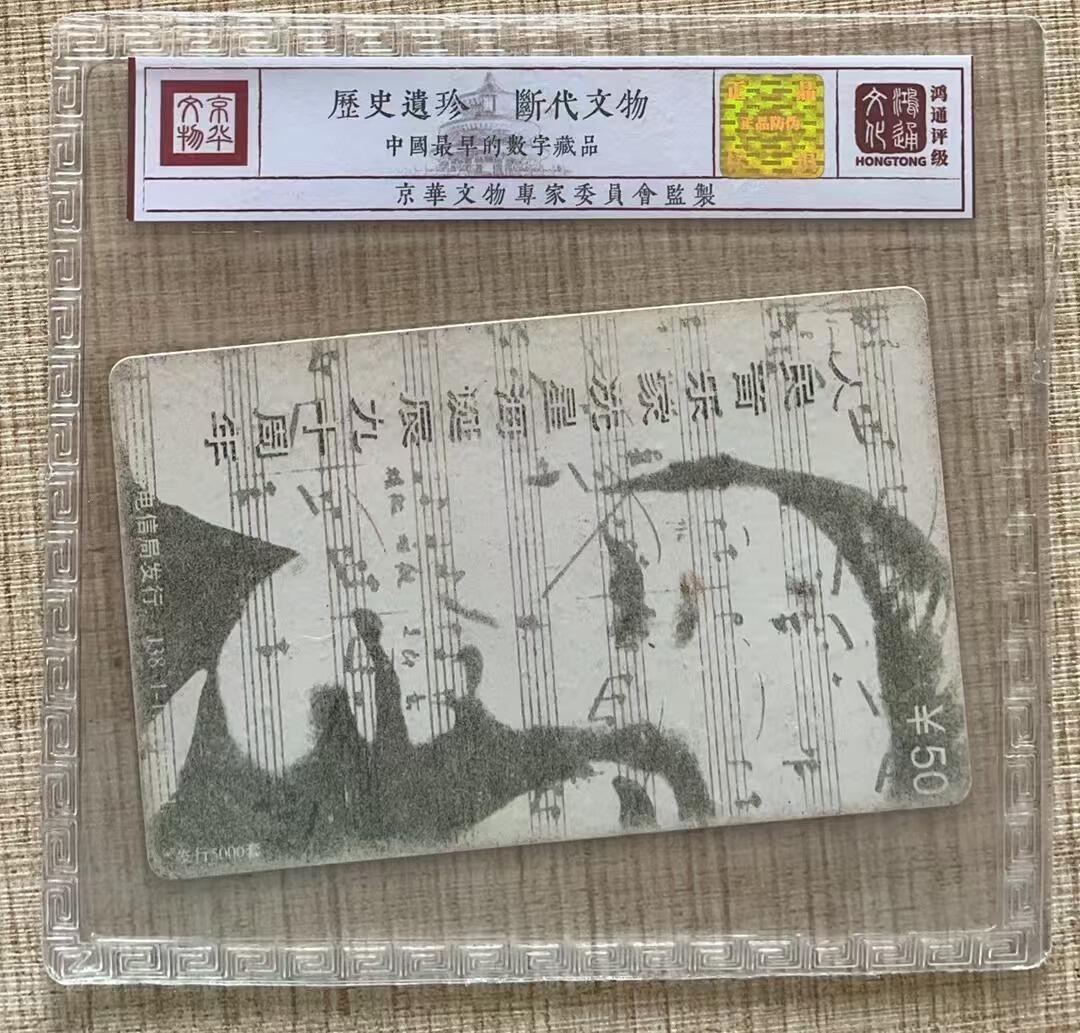 京华
文物
歷史遺珍 斷代文物
中國最早的數字藏品
正品防伪
鸿通
文化
HONGTONG
鸿通评级
京華文物專家委員會監製
人民音乐家冼星海诞辰
九十周年
电信局发行 J38
¥50
发行5000套